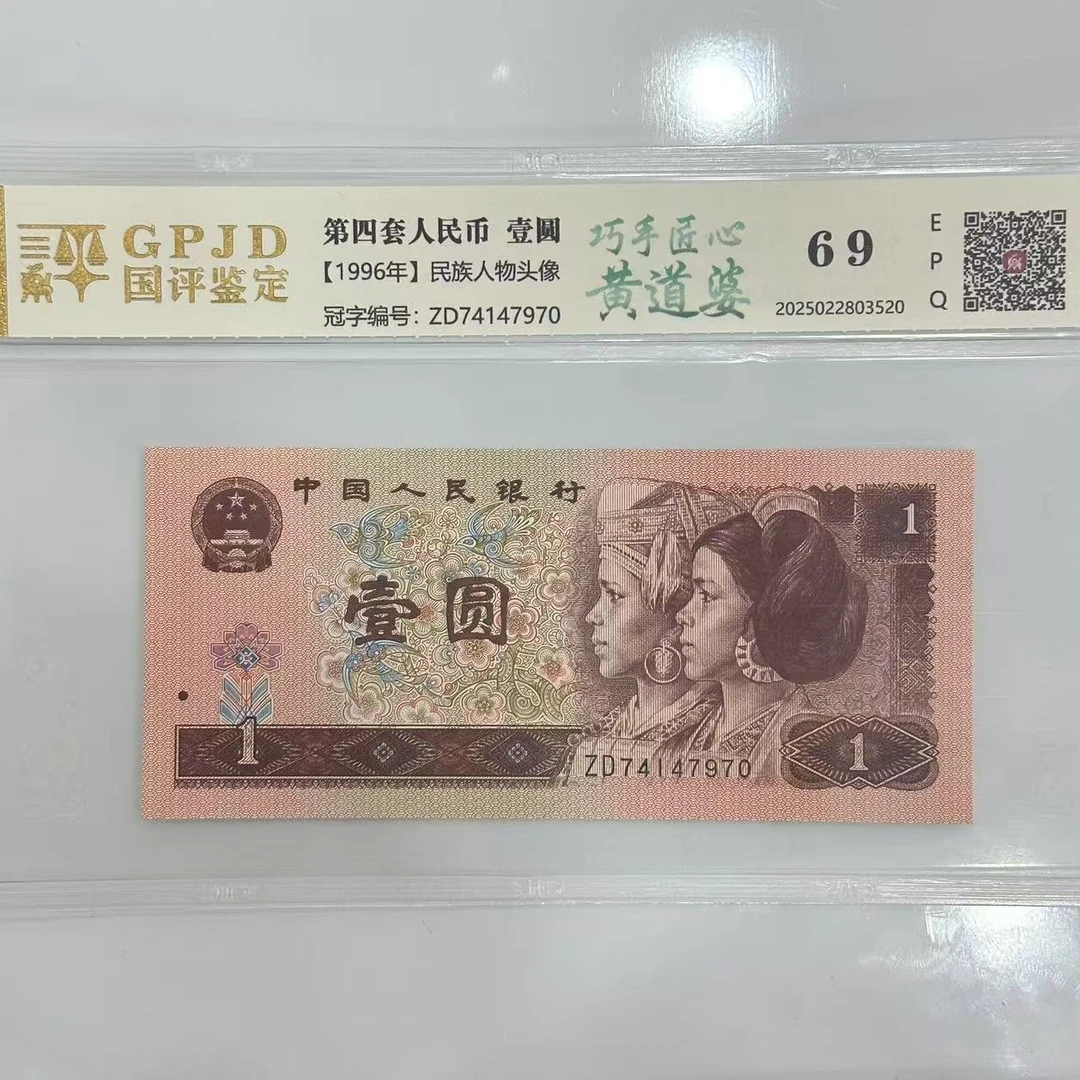 GPJD
国评鉴定
第四套人民币 壹圆
【1996年】民族人物头像
冠字编号：ZD74147970
巧手匠心
黄道婆
69
2025022803520
E
P
Q
中国人民银行
1
壹圆
1
ZD74147970
1